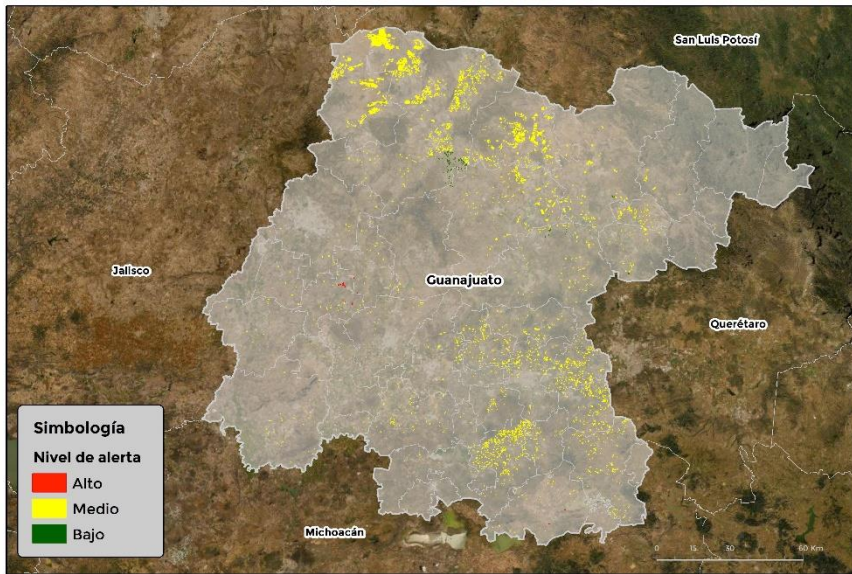 San Luis Potosí
Jalisco
Guanajuato
Querétaro
Simbología
Nivel de alerta
Alto
Medio
Bajo
Michoacán
0 15 30 60 Km